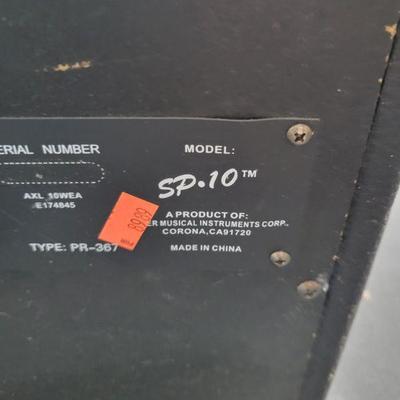 ERIAL NUMBER
MODEL:
SP•10™
AXL 10WEA
E174845
A PRODUCT OF:
ER MUSICAL INSTRUMENTS CORP.,
CORONA,CA91720
TYPE: PR-367
MADE IN CHINA